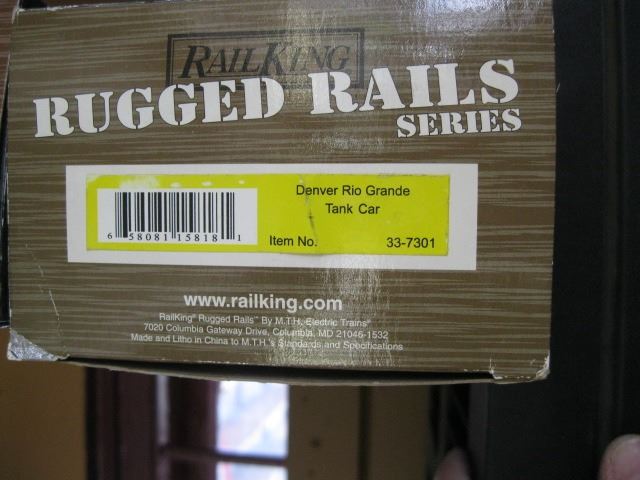 RAILKING
RUGGED RAILS
SERIES
Denver Rio Grande
Tank Car
6 58081 15818 1
Item No. 33-7301
www.railking.com
RailKing® Rugged Rails™ By M.T.H. Electric Trains®
7020 Columbia Gateway Drive, Columbia, MD 21046-1532
Made and Litho in China to M.T.H.'s Standards and Specifications